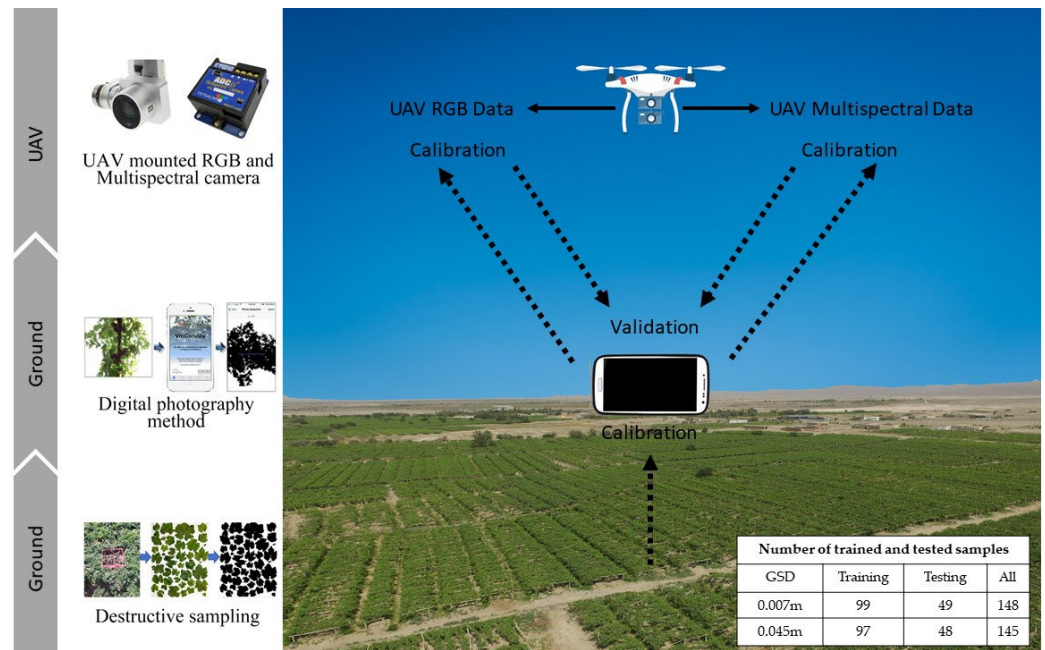 UAV
UAV mounted RGB and
Multispectral camera
Ground
VitiCanopy
Digital photography
method
Ground
Destructive sampling
UAV RGB Data
UAV Multispectral Data
Calibration
Calibration
Validation
Calibration
Number of trained and tested samples
GSD Training Testing All
0.007m 99 49 148
0.045m 97 48 145